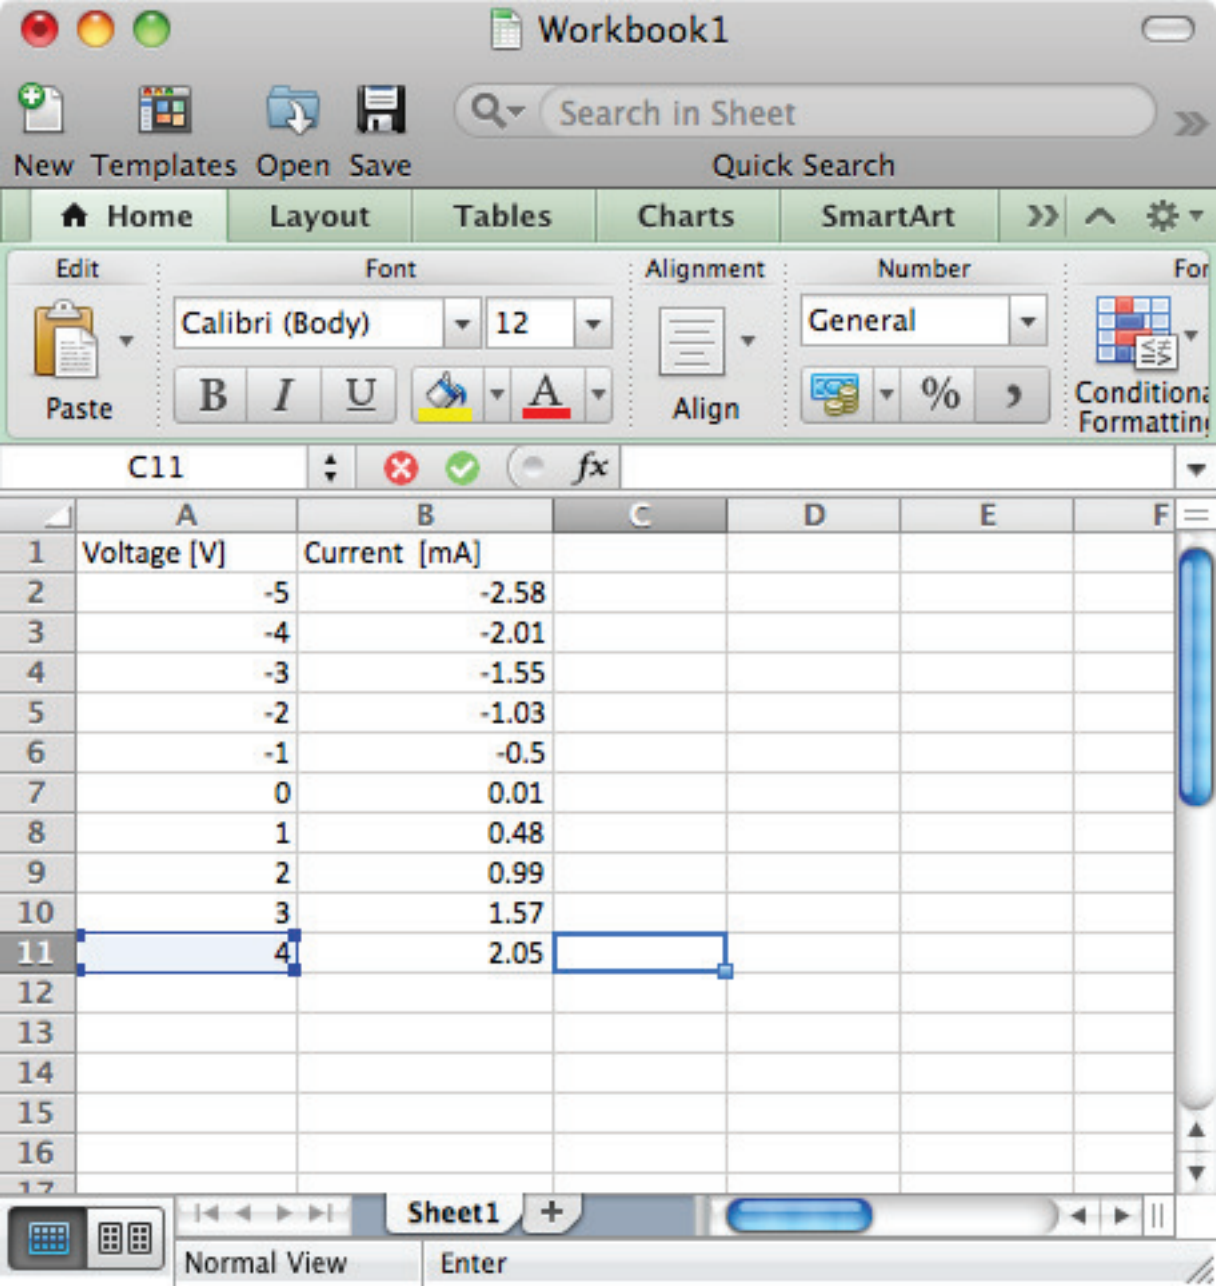 Workbook1
Search in Sheet
New Templates Open Save Quick Search
Home Layout Tables Charts SmartArt
Edit Font Alignment Number For
Calibri (Body) 12 General
B I U A %
Paste Align Conditiona
Formatting
C11 fx
A B C D E F
1 Voltage [V] Current [mA]
2 -5 -2.58
3 -4 -2.01
4 -3 -1.55
5 -2 -1.03
6 -1 -0.5
7 0 0.01
8 1 0.48
9 2 0.99
10 3 1.57
11 4 2.05
12
13
14
15
16
17
Sheet1 +
Normal View Enter